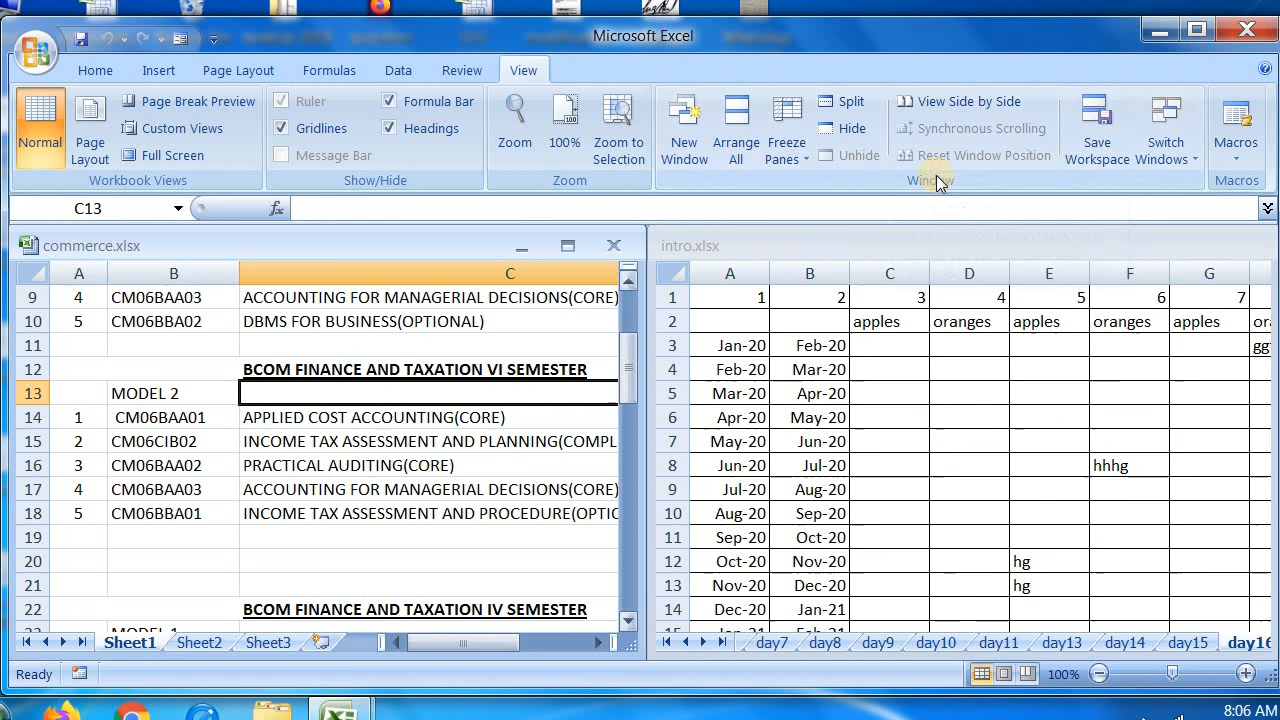 Microsoft Excel
Home Insert Page Layout Formulas Data Review View
Page Break Preview Ruler Formula Bar Split View Side by Side
Custom Views Gridlines Headings Hide Synchronous Scrolling
Normal Page Layout Full Screen Message Bar Zoom 100% Zoom to Selection New Window Arrange All Freeze Panes Unhide Reset Window Position Save Workspace Switch Windows Macros
Workbook Views Show/Hide Zoom Window Macros
C13 fx
commerce.xlsx
A B C
9 4 CM06BAA03 ACCOUNTING FOR MANAGERIAL DECISIONS(CORE)
10 5 CM06BBA02 DBMS FOR BUSINESS(OPTIONAL)
11
12 BCOM FINANCE AND TAXATION VI SEMESTER
13 MODEL 2
14 1 CM06BAA01 APPLIED COST ACCOUNTING(CORE)
15 2 CM06CIB02 INCOME TAX ASSESSMENT AND PLANNING(COMPL
16 3 CM06BAA02 PRACTICAL AUDITING(CORE)
17 4 CM06BAA03 ACCOUNTING FOR MANAGERIAL DECISIONS(CORE)
18 5 CM06BBA01 INCOME TAX ASSESSMENT AND PROCEDURE(OPTIO
19
20
21
22 BCOM FINANCE AND TAXATION IV SEMESTER
Sheet1 Sheet2 Sheet3
intro.xlsx
A B C D E F G
1 1 2 3 4 5 6 7
2 apples oranges apples oranges apples
3 Jan-20 Feb-20
4 Feb-20 Mar-20
5 Mar-20 Apr-20
6 Apr-20 May-20
7 May-20 Jun-20
8 Jun-20 Jul-20 hhhg
9 Jul-20 Aug-20
10 Aug-20 Sep-20
11 Sep-20 Oct-20
12 Oct-20 Nov-20 hg
13 Nov-20 Dec-20 hg
14 Dec-20 Jan-21
day7 day8 day9 day10 day11 day13 day14 day15 day16
Ready 100%
8:06 AM